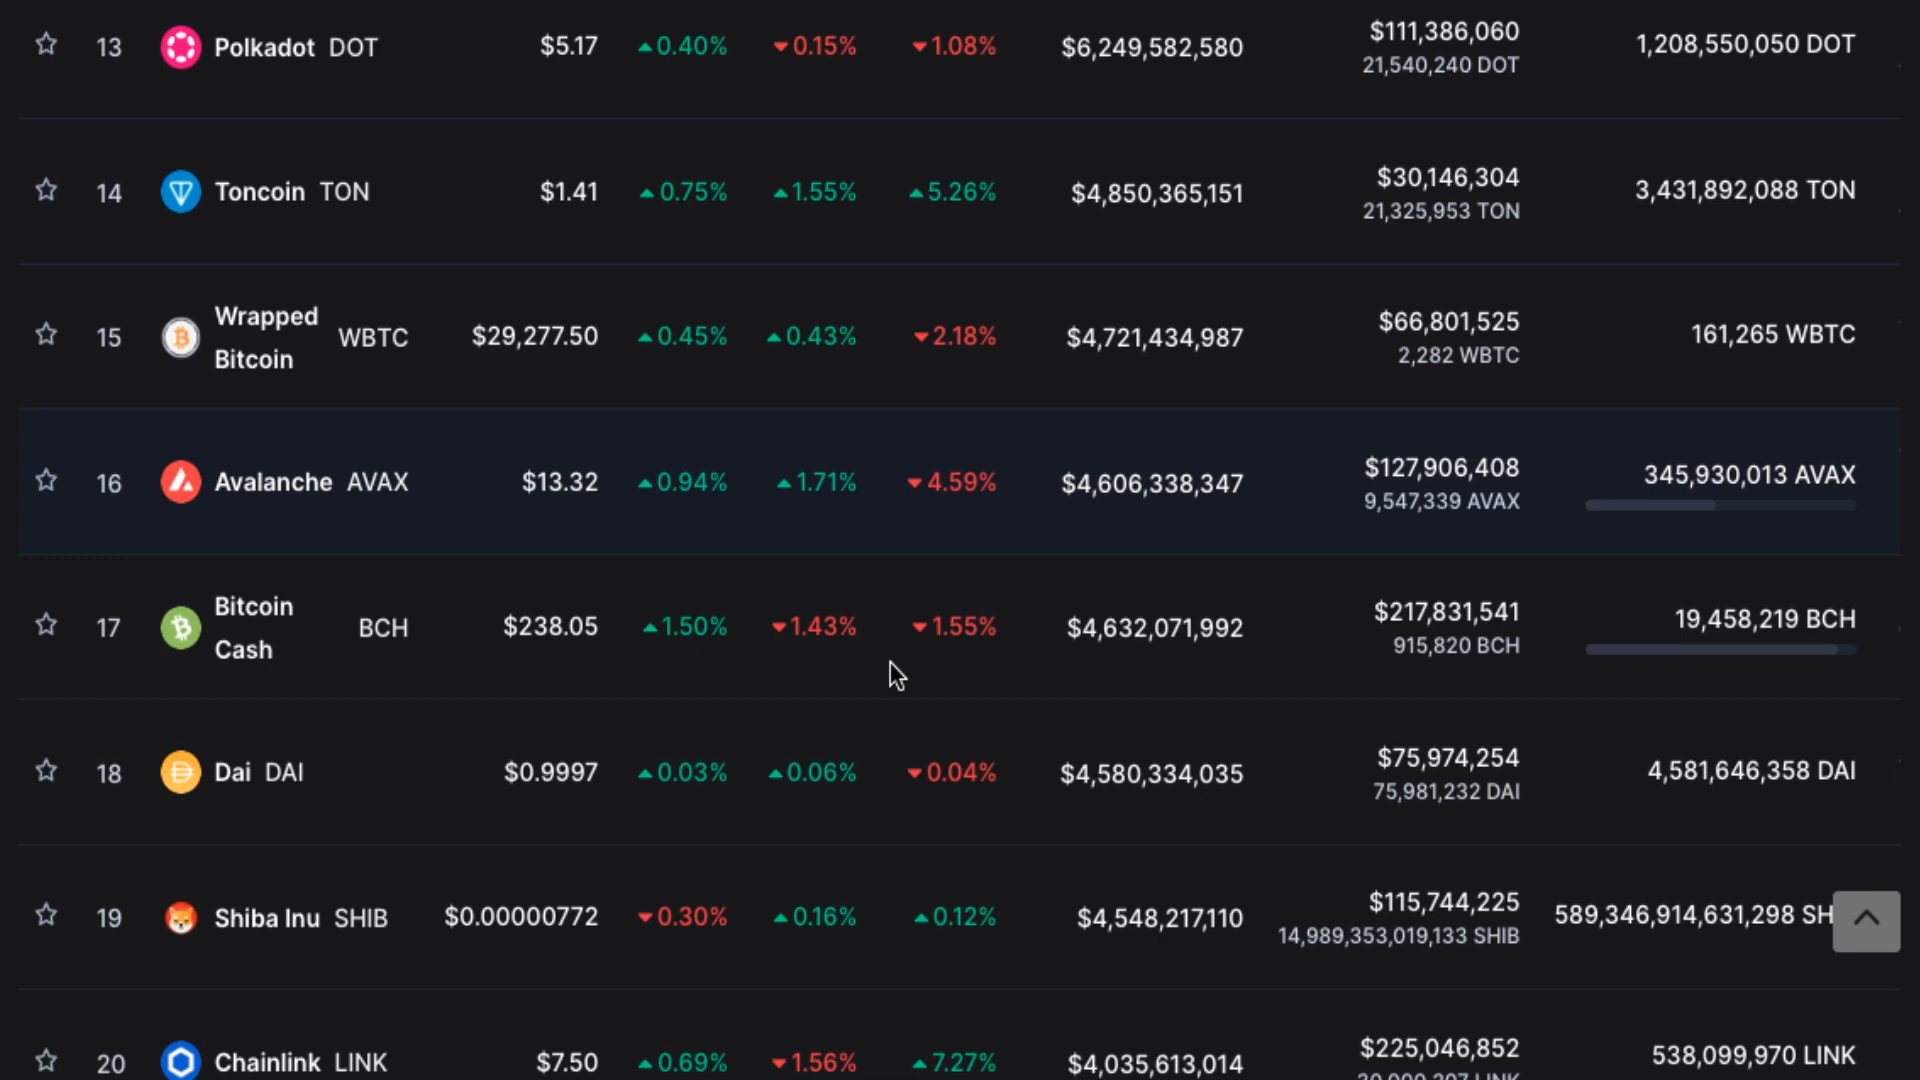 13 Polkadot DOT $5.17 0.40% 0.15% 1.08% $6,249,582,580 $111,386,060 1,208,550,050 DOT
21,540,240 DOT
14 Toncoin TON $1.41 0.75% 1.55% 5.26% $4,850,365,151 $30,146,304 3,431,892,088 TON
21,325,953 TON
15 Wrapped Bitcoin WBTC $29,277.50 0.45% 0.43% 2.18% $4,721,434,987 $66,801,525 161,265 WBTC
2,282 WBTC
16 Avalanche AVAX $13.32 0.94% 1.71% 4.59% $4,606,338,347 $127,906,408 345,930,013 AVAX
9,547,339 AVAX
17 Bitcoin Cash BCH $238.05 1.50% 1.43% 1.55% $4,632,071,992 $217,831,541 19,458,219 BCH
915,820 BCH
18 Dai DAI $0.9997 0.03% 0.06% 0.04% $4,580,334,035 $75,974,254 4,581,646,358 DAI
75,981,232 DAI
19 Shiba Inu SHIB $0.00000772 0.30% 0.16% 0.12% $4,548,217,110 $115,744,225 589,346,914,631,298 SH
14,989,353,019,133 SHIB
20 Chainlink LINK $7.50 0.69% 1.56% 7.27% $4,035,613,014 $225,046,852 538,099,970 LINK